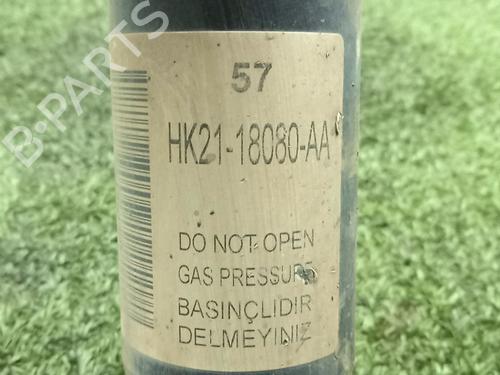 B-PARTS
57
HK21-18080-AA
DO NOT OPEN
GAS PRESSURE
BASINÇLIDIR
DELMEYINIZ